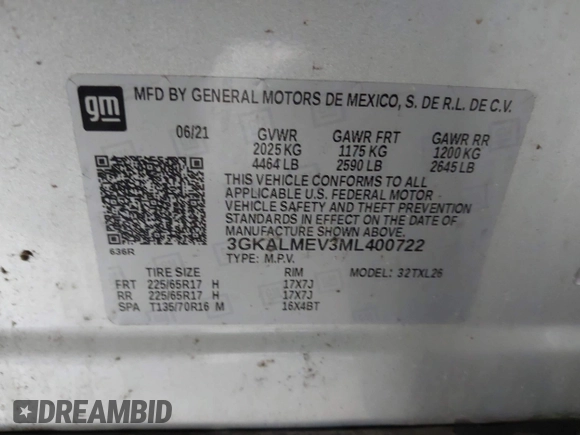 gm
MFD BY GENERAL MOTORS DE MEXICO, S. DE R.L. DE C.V.
06/21 GVWR GAWR FRT GAWR RR
2025 KG 1175 KG 1200 KG
4464 LB 2590 LB 2645 LB
THIS VEHICLE CONFORMS TO ALL
APPLICABLE U.S. FEDERAL MOTOR
VEHICLE SAFETY AND THEFT
PREVENTION STANDARDS IN EFFECT ON THE DATE OF
MANUFACTURE SHOWN ABOVE.
3GKALMEV3ML400722
636R TYPE: M.P.V.
TIRE SIZE RIM MODEL: 32TXL26
FRT 225/65R17 H 17X7J
RR 225/65R17 H 17X7J
SPA T135/70R16 M 16X4BT
DREAMBID